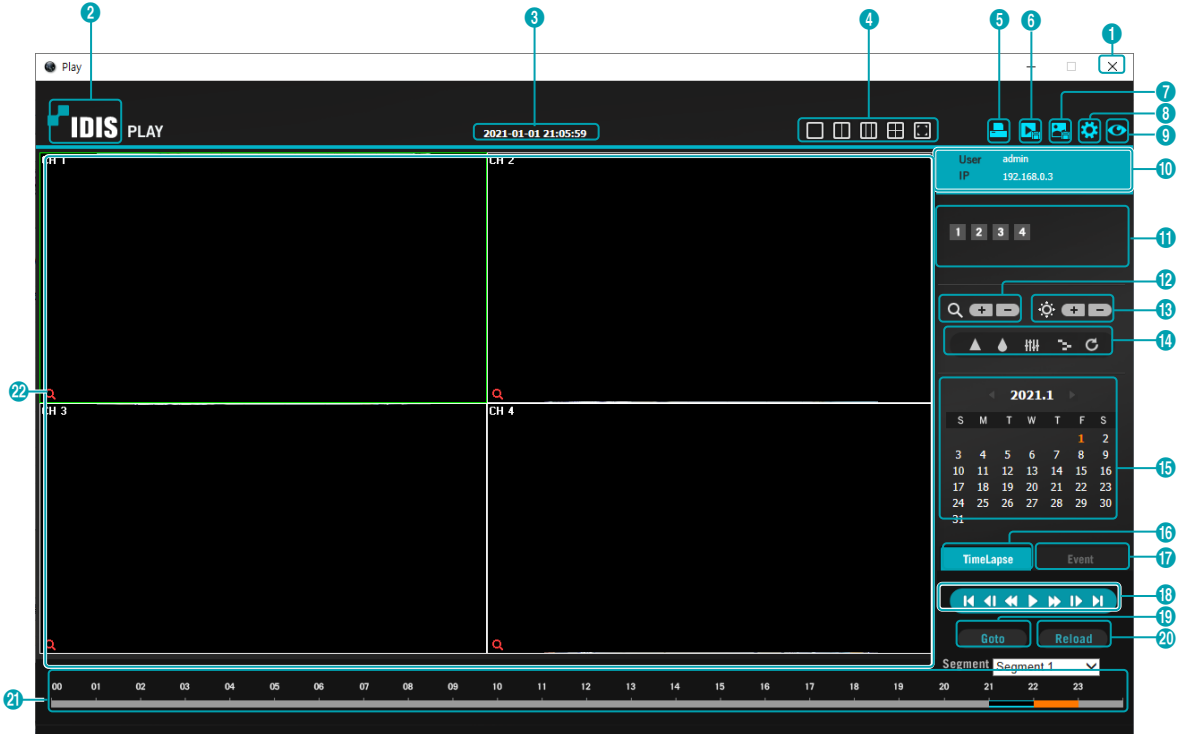 2
3
4
5
6
1
Play
7
8
IDIS PLAY
2021-01-01 21:05:59
9
CH 1
CH 2
User admin
IP 192.168.0.3
10
1 2 3 4
11
12
13
14
22
CH 3
CH 4
2021.1
S M T W T F S
1 2
3 4 5 6 7 8 9
10 11 12 13 14 15 16
17 18 19 20 21 22 23
24 25 26 27 28 29 30
31
15
16
TimeLapse
Event
17
18
19
Goto
Reload
20
Segment Segment 1
00 01 02 03 04 05 06 07 08 09 10 11 12 13 14 15 16 17 18 19 20 21 22 23
21